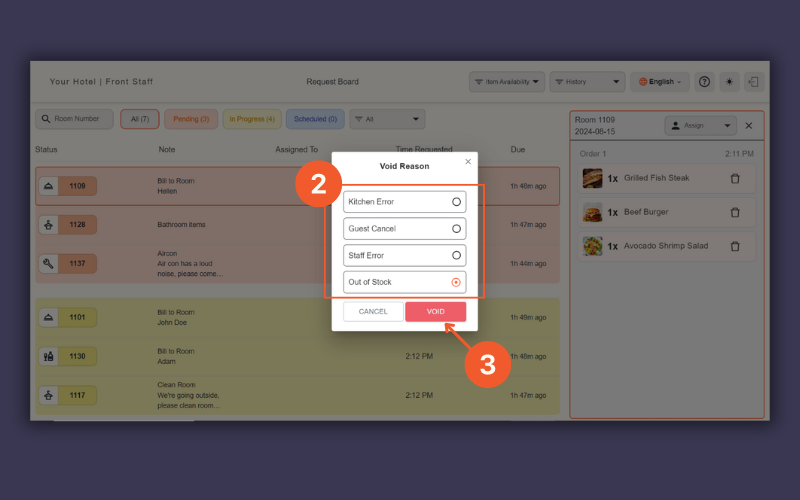 Your Hotel | Front Staff
Request Board
Item Availability
History
English
?
Room Number
All (7)
Pending (3)
In Progress (4)
Scheduled (0)
All
Status
Note
Assigned To
Time Requested
Due
1109
Bill to Room
Hellen
1h 48m ago
1128
Bathroom items
1h 47m ago
1137
Aircon
Air con has a loud
noise, please come...
1h 44m ago
1101
Bill to Room
John Doe
1h 49m ago
1130
Bill to Room
Adam
2:12 PM
1h 46m ago
1117
Clean Room
We're going outside,
please clean room...
2:12 PM
1h 47m ago
2
Void Reason
Kitchen Error
Guest Cancel
Staff Error
Out of Stock
CANCEL
VOID
3
Room 1109
2024-08-15
Assign
Order 1
2:11 PM
1x Grilled Fish Steak
1x Beef Burger
1x Avocado Shrimp Salad